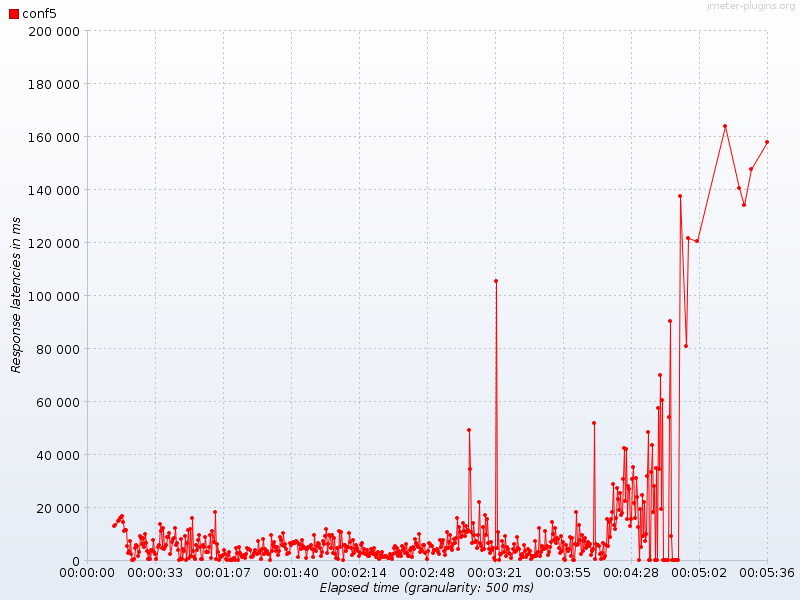 jmeter-plugins.org
conf5
200 000
180 000
160 000
140 000
120 000
100 000
80 000
60 000
40 000
20 000
0
Response latencies in ms
00:00:00 00:00:33 00:01:07 00:01:40 00:02:14 00:02:48 00:03:21 00:03:55 00:04:28 00:05:02 00:05:36
Elapsed time (granularity: 500 ms)